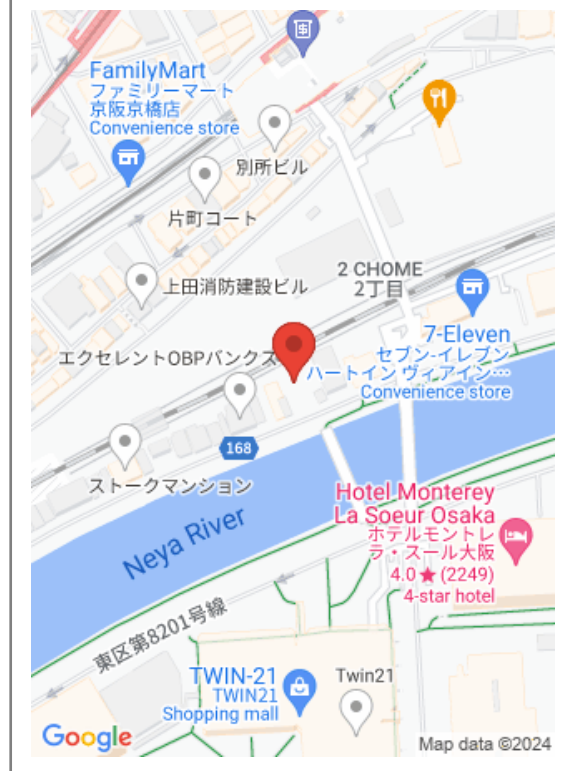 FamilyMart
ファミリーマート
京阪京橋店
Convenience store
別所ビル
片町コート
2 CHOME
2丁目
上田消防建設ビル
7-Eleven
セブン-イレブン
ハートイン ヴィアイン…
Convenience store
エクセレントOBPバンクス
168
ストークマンション
Neya River
Hotel Monterey
La Soeur Osaka
ホテルモントレ
ラ・スール大阪
4.0★ (2249)
4-star hotel
東区第8201号線
TWIN-21
TWIN21
Shopping mall
Twin21
Google
Map data ©2024